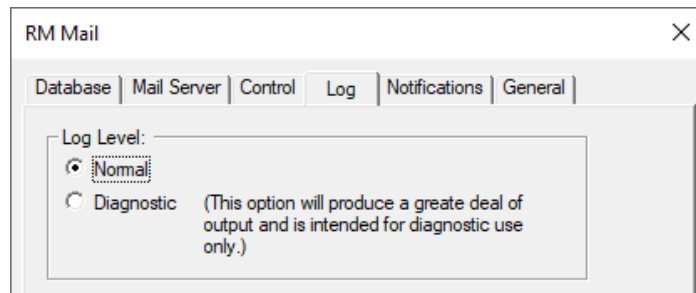 RM Mail
Database Mail Server Control Log Notifications General
Log Level:
Normal
Diagnostic (This option will produce a greate deal of
output and is intended for diagnostic use
only.)